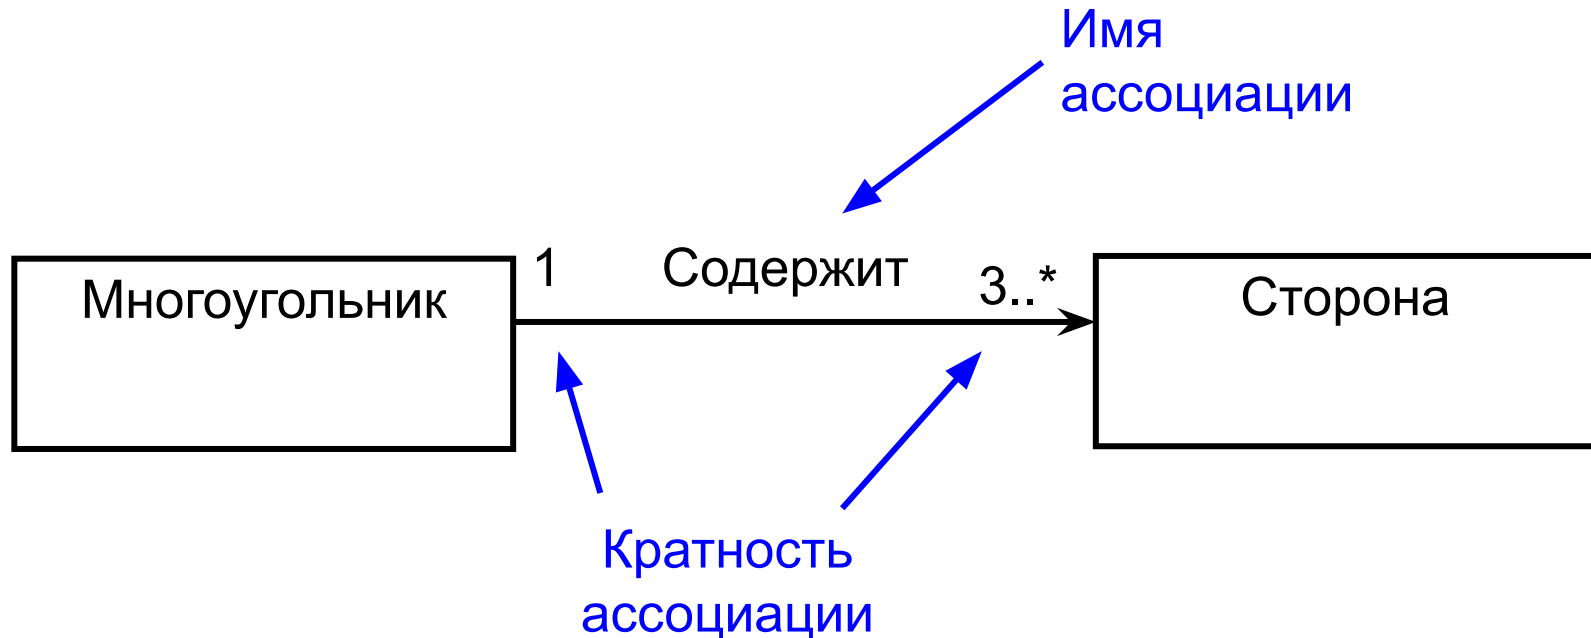 Имя
ассоциации
Многоугольник
1
Содержит
3..*
Сторона
Кратность
ассоциации